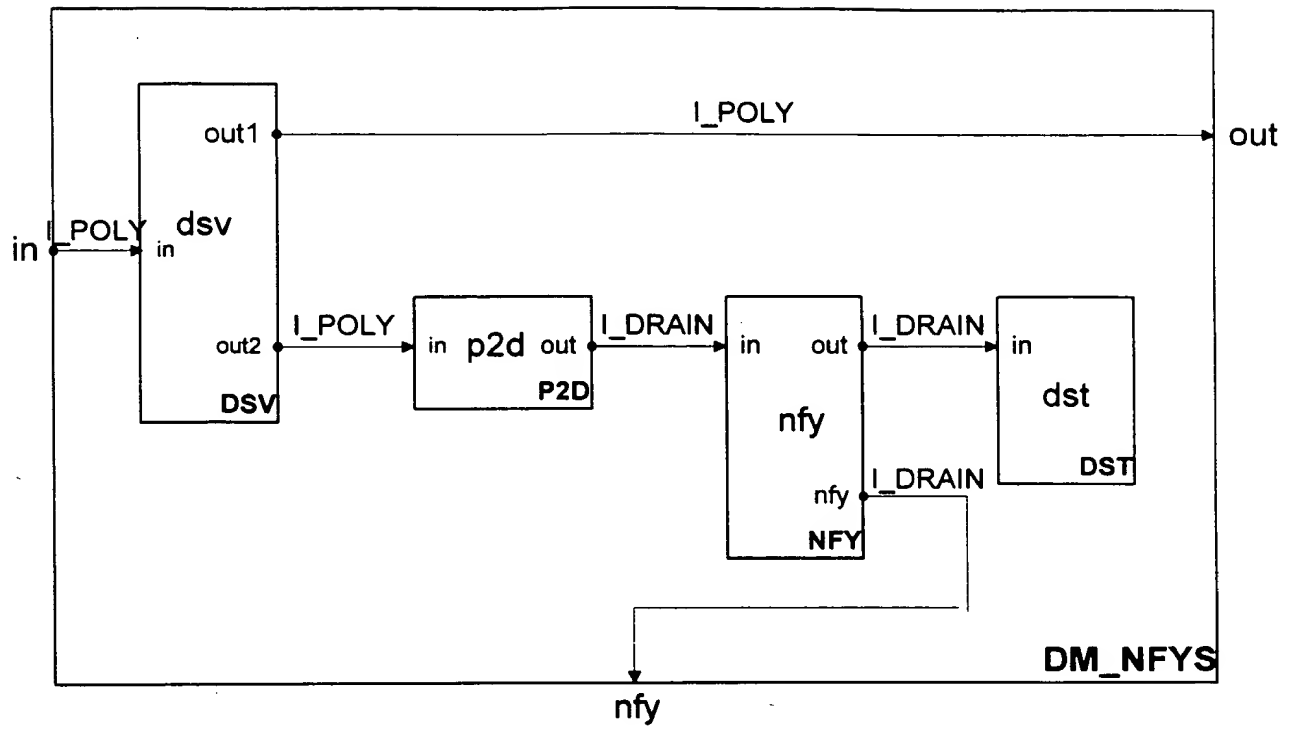 I_POLY
out1
out
dsv
I_POLY
in
in
I_POLY
I_DRAIN
I_DRAIN
out2
in
p2d
out
in
out
in
P2D
DSV
dst
nfy
DST
I_DRAIN
nfy
NFY
DM_NFYS
nfy